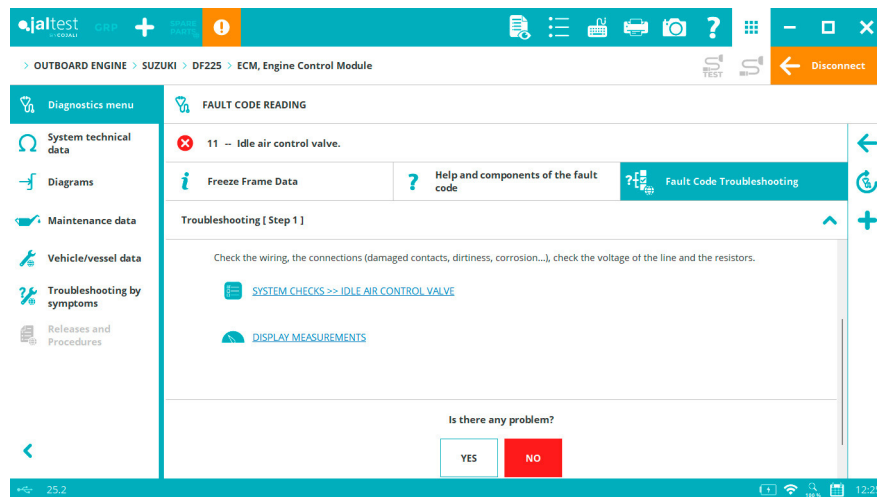 jaltest
BY COJALI
GRP
SPARE
PARTS
> OUTBOARD ENGINE > SUZUKI > DF225 > ECM, Engine Control Module
TEST
Disconnect
Diagnostics menu
FAULT CODE READING
System technical
data
11 -- Idle air control valve.
Diagrams
Freeze Frame Data
Help and components of the fault
code
Fault Code Troubleshooting
Maintenance data
Troubleshooting [ Step 1 ]
Vehicle/vessel data
Check the wiring, the connections (damaged contacts, dirtiness, corrosion...), check the voltage of the line and the resistors.
Troubleshooting by
symptoms
SYSTEM CHECKS >> IDLE AIR CONTROL VALVE
Releases and
Procedures
DISPLAY MEASUREMENTS
Is there any problem?
YES
NO
25.2
100 %